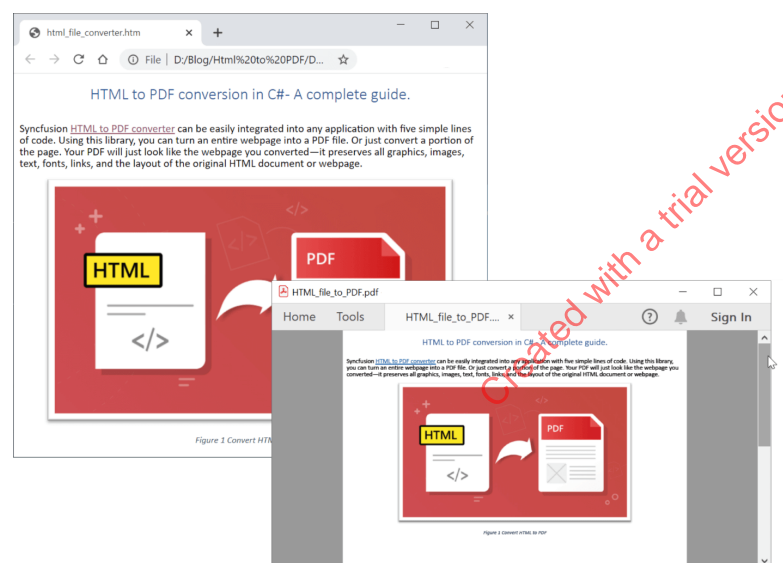 html_file_converter.htm
File | D:/Blog/Html%20to%20PDF/D...
HTML to PDF conversion in C#- A complete guide.
Syncfusion HTML to PDF converter can be easily integrated into any application with five simple lines
of code. Using this library, you can turn an entire webpage into a PDF file. Or just convert a portion of
the page. Your PDF will just look like the webpage you converted—it preserves all graphics, images,
text, fonts, links, and the layout of the original HTML document or webpage.
</>
</>
HTML
PDF
</>
Figure 1 Convert HTM
HTML_file_to_PDF.pdf
Home Tools HTML_file_to_PDF.... × ? Sign In
HTML to PDF conversion in C#- A complete guide.
Syncfusion HTML to PDF converter can be easily integrated into any application with five simple lines of code. Using this library,
you can turn an entire webpage into a PDF file. Or just convert a portion of the page. Your PDF will just look like the webpage you
converted—it preserves all graphics, images, text, fonts, links, and the layout of the original HTML document or webpage.
</>
HTML
PDF
</>
Figure 1 Convert HTML to PDF
Created with a trial version